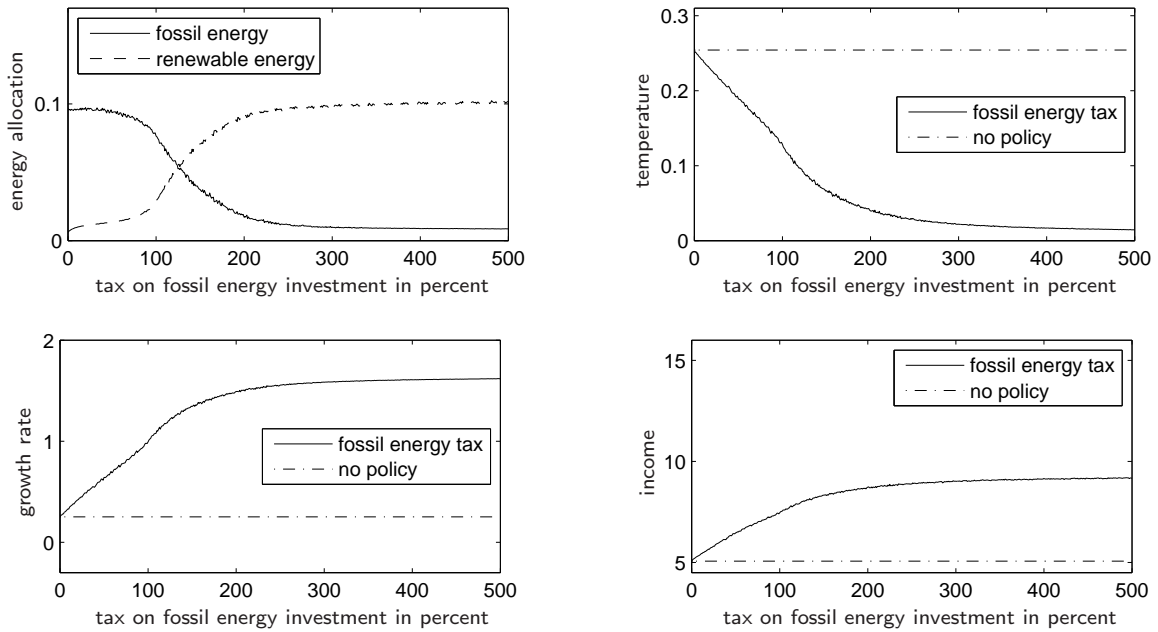 fossil energy
renewable energy
energy allocation
0.1
0
0 100 200 300 400 500
tax on fossil energy investment in percent
0.3
0.2
0.1
0
temperature
fossil energy tax
no policy
0 100 200 300 400 500
tax on fossil energy investment in percent
2
1
0
growth rate
fossil energy tax
no policy
0 100 200 300 400 500
tax on fossil energy investment in percent
15
10
5
income
fossil energy tax
no policy
0 100 200 300 400 500
tax on fossil energy investment in percent